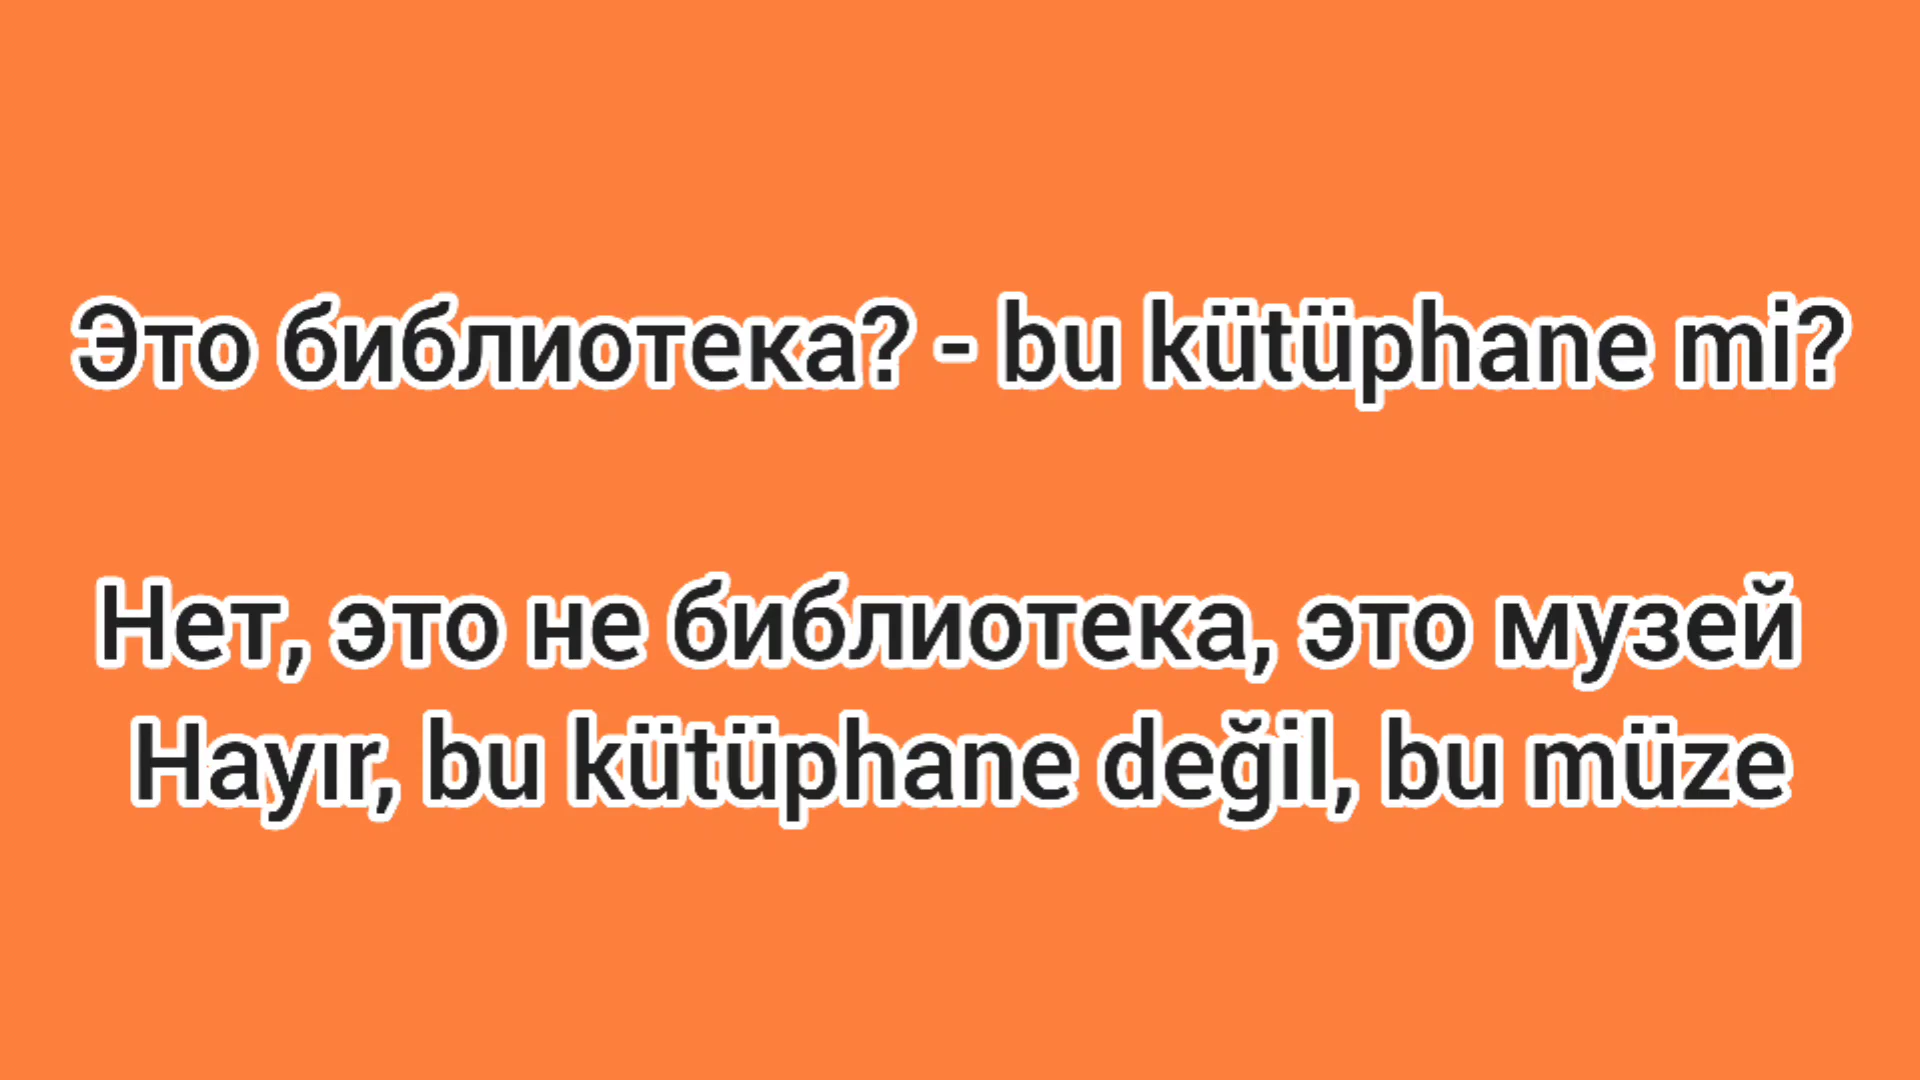 Это библиотека? - bu kütüphane mi?
Нет, это не библиотека, это музей
Hayır, bu kütüphane değil, bu müze